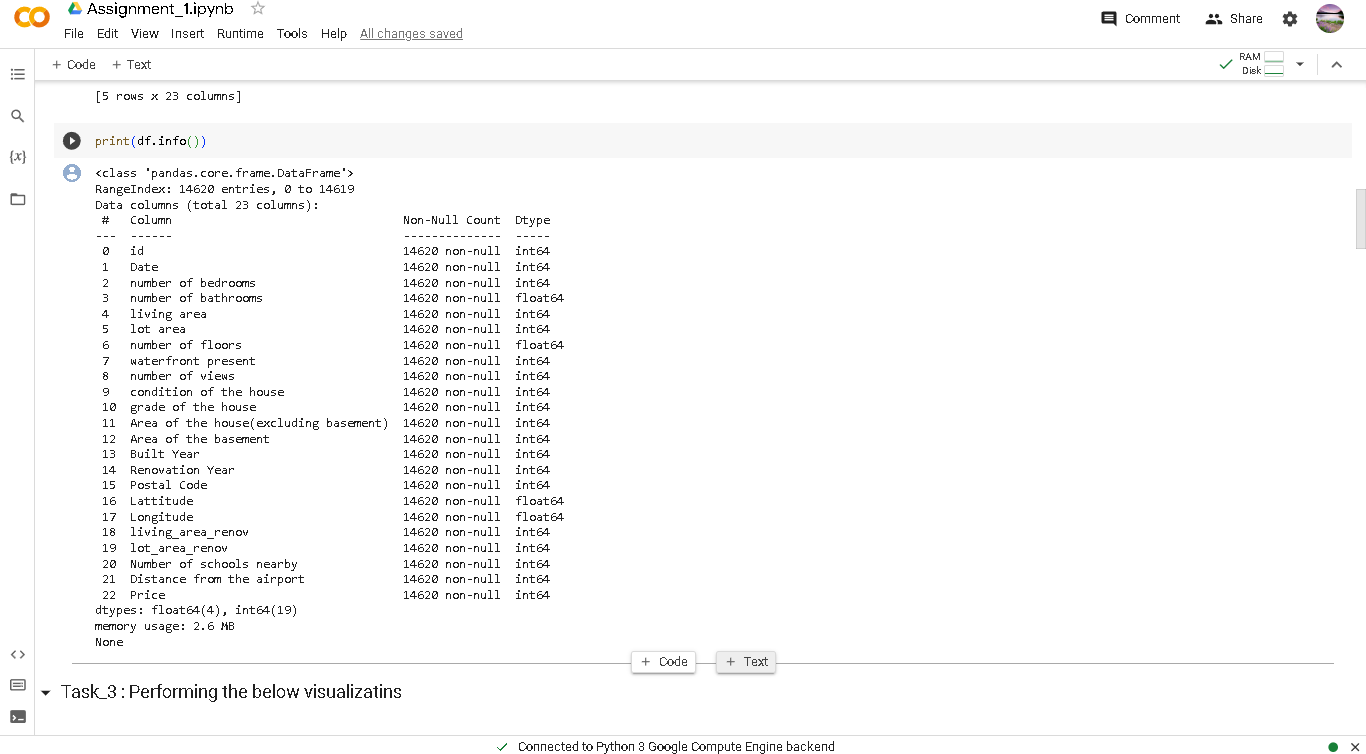 Assignment_1.ipynb
File Edit View Insert Runtime Tools Help All changes saved
Comment Share
+ Code + Text
RAM
Disk
[5 rows x 23 columns]
{x}
print(df.info())
<class 'pandas.core.frame.DataFrame'>
RangeIndex: 14620 entries, 0 to 14619
Data columns (total 23 columns):
 #   Column                                 Non-Null Count  Dtype
---  ------                                 --------------  -----
 0   id                                     14620 non-null  int64
 1   Date                                   14620 non-null  int64
 2   number of bedrooms                     14620 non-null  int64
 3   number of bathrooms                    14620 non-null  float64
 4   living area                            14620 non-null  int64
 5   lot area                               14620 non-null  int64
 6   number of floors                       14620 non-null  float64
 7   waterfront present                     14620 non-null  int64
 8   number of views                        14620 non-null  int64
 9   condition of the house                 14620 non-null  int64
 10  grade of the house                     14620 non-null  int64
 11  Area of the house(excluding basement)  14620 non-null  int64
 12  Area of the basement                   14620 non-null  int64
 13  Built Year                             14620 non-null  int64
 14  Renovation Year                        14620 non-null  int64
 15  Postal Code                            14620 non-null  int64
 16  Lattitude                              14620 non-null  float64
 17  Longitude                              14620 non-null  float64
 18  living_area_renov                      14620 non-null  int64
 19  lot_area_renov                         14620 non-null  int64
 20  Number of schools nearby               14620 non-null  int64
 21  Distance from the airport              14620 non-null  int64
 22  Price                                  14620 non-null  int64
dtypes: float64(4), int64(19)
memory usage: 2.6 MB
None
+ Code + Text
Task_3 : Performing the below visualizatins
Connected to Python 3 Google Compute Engine backend